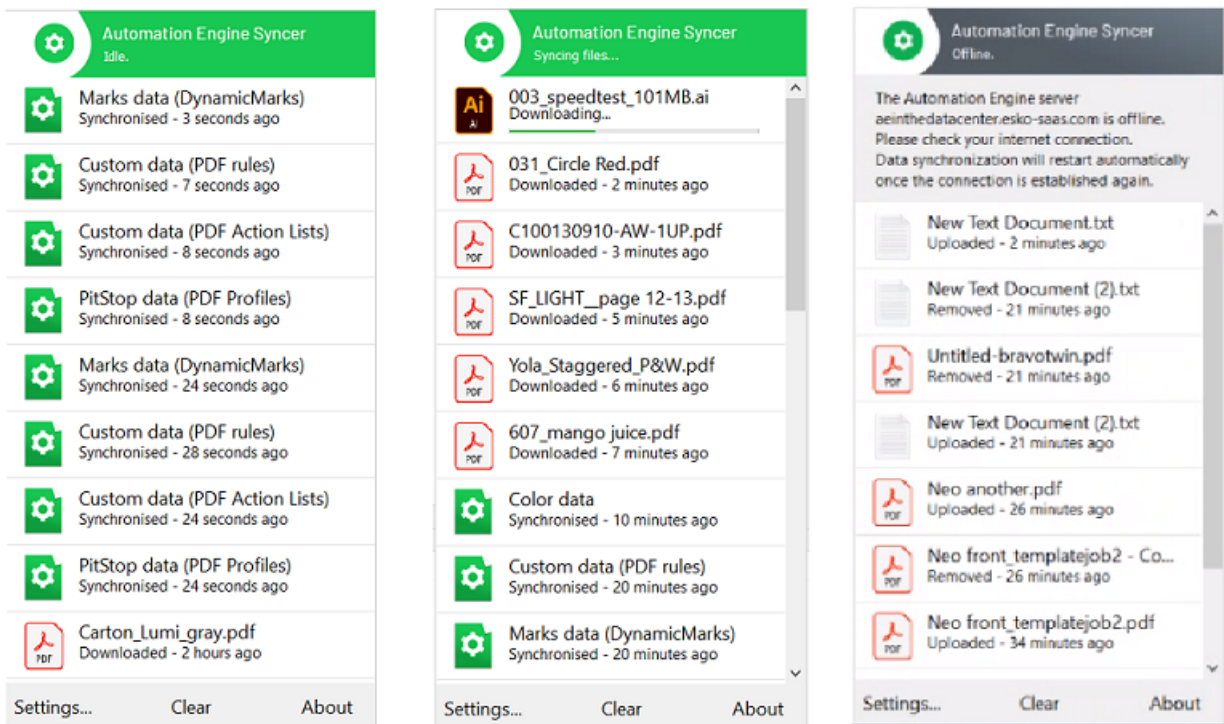 Automation Engine Syncer
Idle.
Marks data (DynamicMarks)
Synchronised - 3 seconds ago
Custom data (PDF rules)
Synchronised - 7 seconds ago
Custom data (PDF Action Lists)
Synchronised - 8 seconds ago
PitStop data (PDF Profiles)
Synchronised - 8 seconds ago
Marks data (DynamicMarks)
Synchronised - 24 seconds ago
Custom data (PDF rules)
Synchronised - 28 seconds ago
Custom data (PDF Action Lists)
Synchronised - 24 seconds ago
PitStop data (PDF Profiles)
Synchronised - 24 seconds ago
PDF
Carton_Lumi_gray.pdf
Downloaded - 2 hours ago
Settings... Clear About
Automation Engine Syncer
Syncing files...
Ai
AI
003_speedtest_101MB.ai
Downloading...
PDF
031_Circle Red.pdf
Downloaded - 2 minutes ago
PDF
C100130910-AW-1UP.pdf
Downloaded - 3 minutes ago
PDF
SF_LIGHT__page 12-13.pdf
Downloaded - 5 minutes ago
PDF
Yola_Staggered_P&W.pdf
Downloaded - 6 minutes ago
PDF
607_mango juice.pdf
Downloaded - 7 minutes ago
Color data
Synchronised - 10 minutes ago
Custom data (PDF rules)
Synchronised - 20 minutes ago
Marks data (DynamicMarks)
Synchronised - 20 minutes ago
Settings... Clear About
Automation Engine Syncer
Offline.
The Automation Engine server
aeinthedatacenter.esko-saas.com is offline.
Please check your internet connection.
Data synchronization will restart automatically
once the connection is established again.
New Text Document.txt
Uploaded - 2 minutes ago
New Text Document (2).txt
Removed - 21 minutes ago
PDF
Untitled-bravotwin.pdf
Removed - 21 minutes ago
New Text Document (2).txt
Uploaded - 21 minutes ago
PDF
Neo another.pdf
Uploaded - 26 minutes ago
PDF
Neo front_templatejob2 - Co...
Removed - 26 minutes ago
PDF
Neo front_templatejob2.pdf
Uploaded - 34 minutes ago
Settings... Clear About